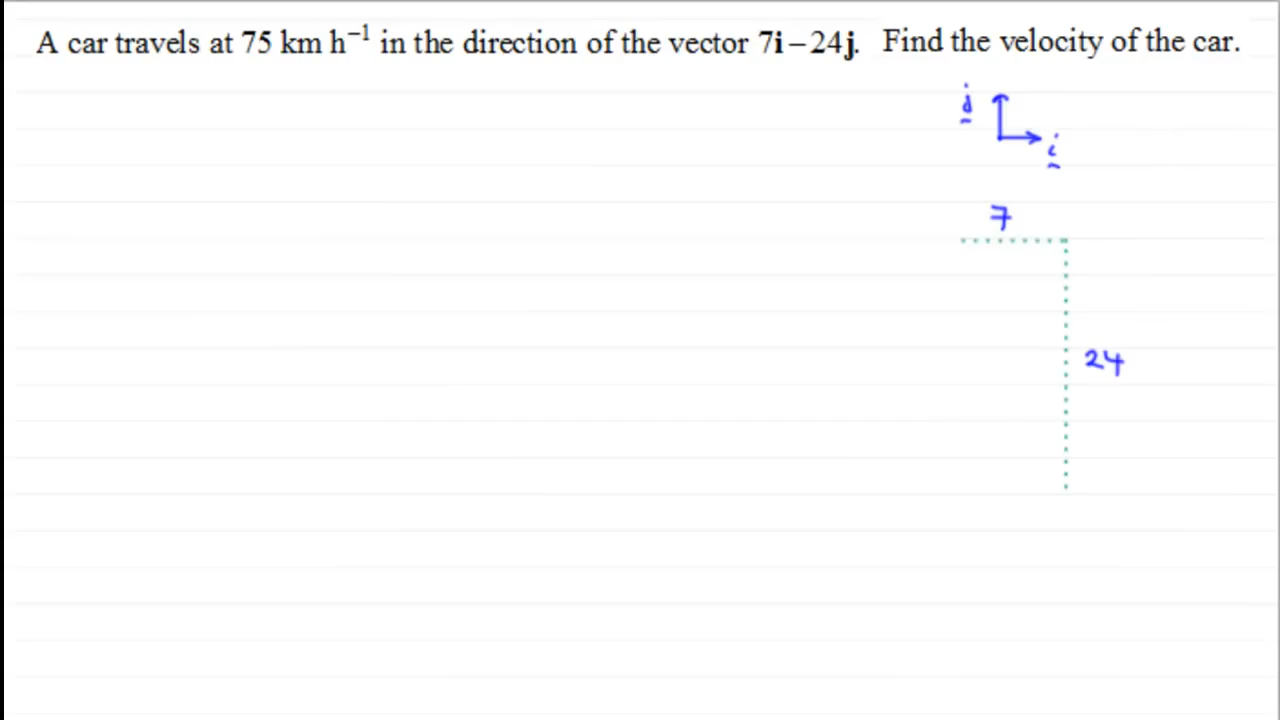 A car travels at 75 km h⁻¹ in the direction of the vector 7i – 24j. Find the velocity of the car.
j
i
7
24